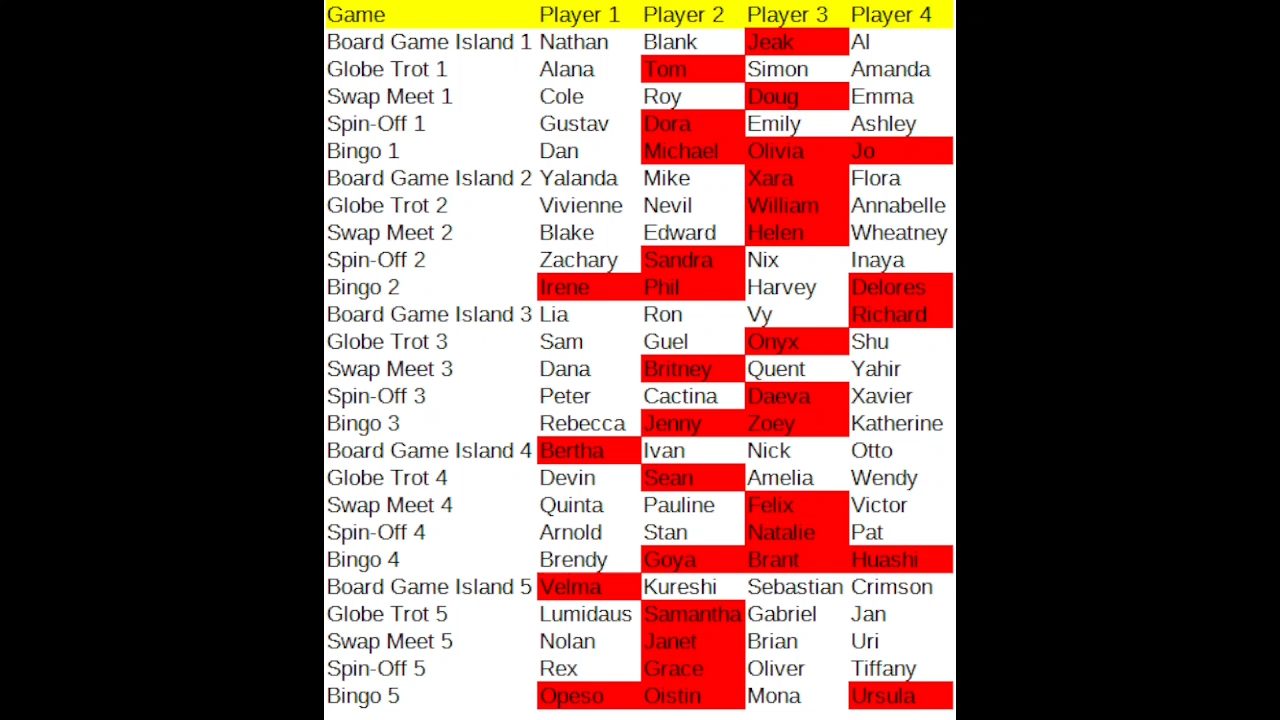 Game Player 1 Player 2 Player 3 Player 4
Board Game Island 1 Nathan Blank Jeak Al
Globe Trot 1 Alana Tom Simon Amanda
Swap Meet 1 Cole Roy Doug Emma
Spin-Off 1 Gustav Dora Emily Ashley
Bingo 1 Dan Michael Olivia Jo
Board Game Island 2 Yalanda Mike Xara Flora
Globe Trot 2 Vivienne Nevil William Annabelle
Swap Meet 2 Blake Edward Helen Wheatney
Spin-Off 2 Zachary Sandra Nix Inaya
Bingo 2 Irene Phil Harvey Delores
Board Game Island 3 Lia Ron Vy Richard
Globe Trot 3 Sam Guel Onyx Shu
Swap Meet 3 Dana Britney Quent Yahir
Spin-Off 3 Peter Cactina Daeva Xavier
Bingo 3 Rebecca Jenny Zoey Katherine
Board Game Island 4 Bertha Ivan Nick Otto
Globe Trot 4 Devin Sean Amelia Wendy
Swap Meet 4 Quinta Pauline Felix Victor
Spin-Off 4 Arnold Stan Natalie Pat
Bingo 4 Brendy Goya Brant Huashi
Board Game Island 5 Velma Kureshi Sebastian Crimson
Globe Trot 5 Lumidaus Samantha Gabriel Jan
Swap Meet 5 Nolan Janet Brian Uri
Spin-Off 5 Rex Grace Oliver Tiffany
Bingo 5 Opeso Oistin Mona Ursula